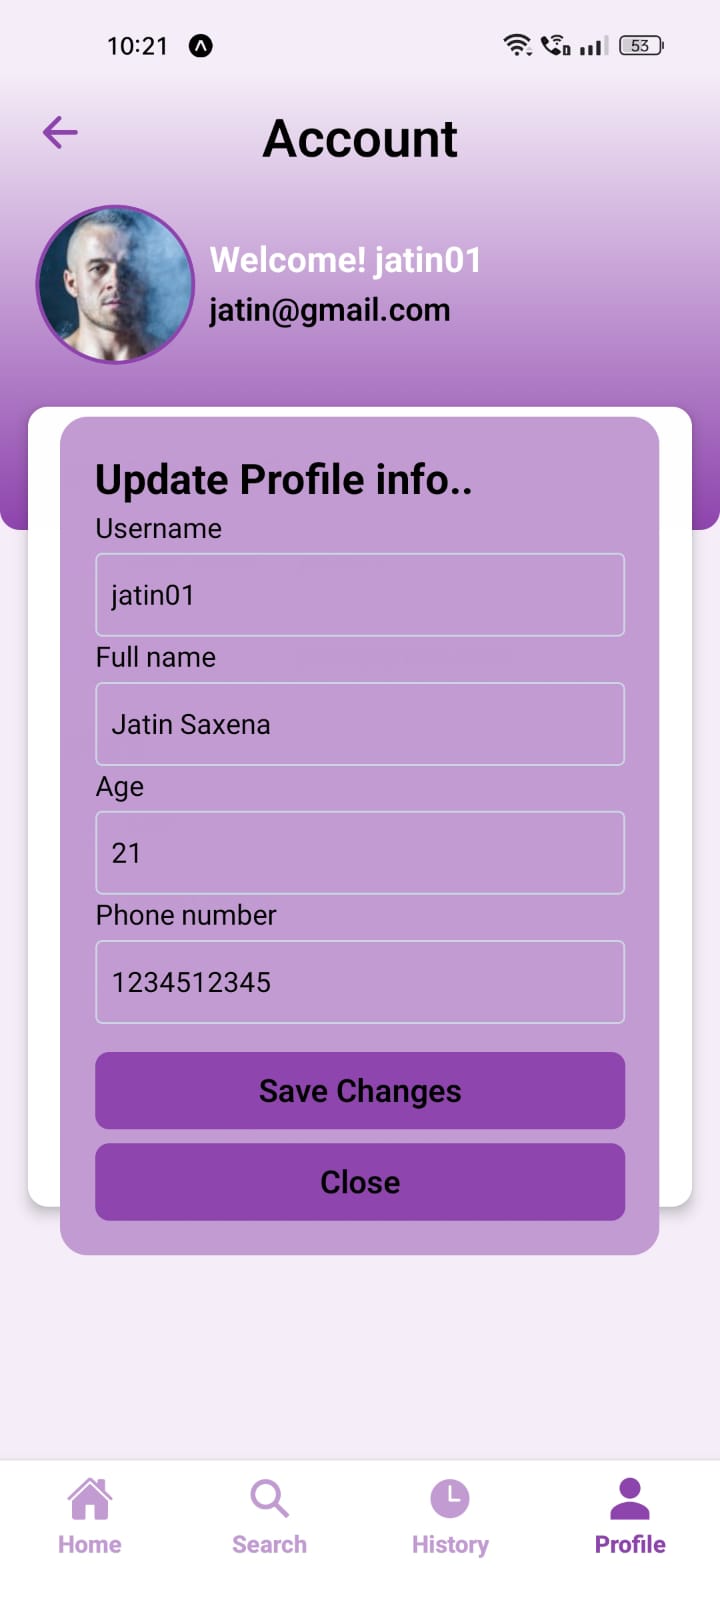 10:21
53
Account
Welcome! jatin01
jatin@gmail.com
Update Profile info..
Username
jatin01
Full name
Jatin Saxena
Age
21
Phone number
1234512345
Save Changes
Close
Home Search History Profile